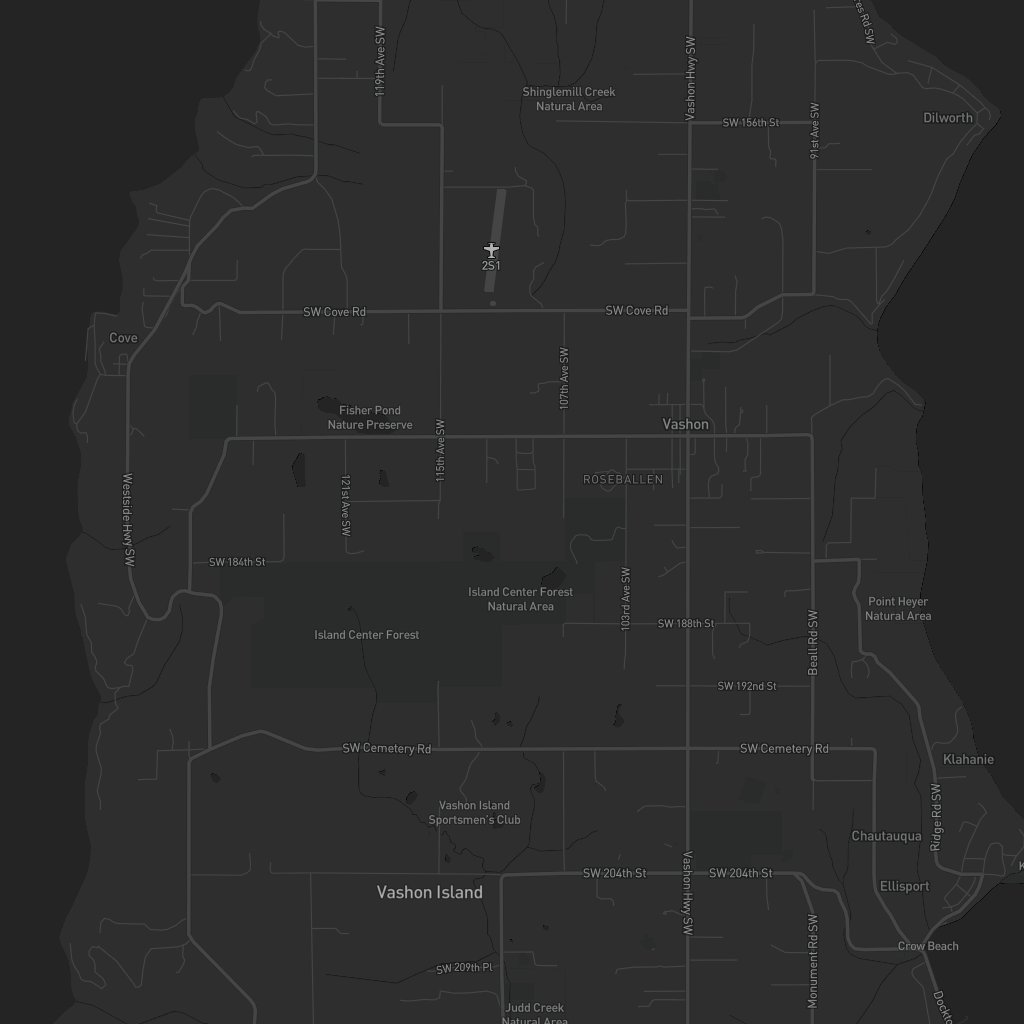 res Rd SW
119th Ave SW
Vashon Hwy SW
Shinglemill Creek
Natural Area
SW 156th St
91st Ave SW
Dilworth
2S1
SW Cove Rd
SW Cove Rd
Cove
107th Ave SW
Fisher Pond
Nature Preserve
115th Ave SW
Vashon
121st Ave SW
ROSEBALLEN
Westside Hwy SW
SW 184th St
Island Center Forest
Natural Area
103rd Ave SW
Point Heyer
Natural Area
Island Center Forest
SW 188th St
Beall Rd SW
SW 192nd St
SW Cemetery Rd
SW Cemetery Rd
Klahanie
Vashon Island
Sportsmen's Club
Ridge Rd SW
Chautauqua
K
SW 204th St
SW 204th St
Vashon Island
Vashon Hwy SW
Ellisport
Crow Beach
Monument Rd SW
SW 209th Pl
Judd Creek
Natural Area
Dockto